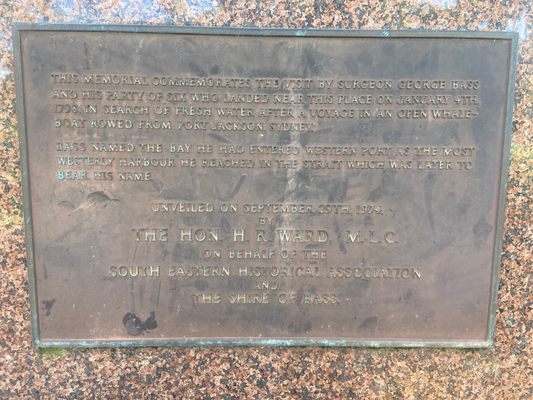 THIS MEMORIAL COMMEMORATES THE VISIT BY SURGEON GEORGE BASS
AND HIS PARTY OF SIX WHO LANDED NEAR THIS PLACE ON JANUARY 4TH,
1798, IN SEARCH OF FRESH WATER AFTER A VOYAGE IN AN OPEN WHALE-
BOAT ROWED FROM PORT JACKSON SYDNEY.
BASS NAMED THE BAY HE HAD ENTERED WESTERN PORT AS THE MOST
WESTERLY HARBOUR HE REACHED IN THE STRAIT WHICH WAS LATER TO
BEAR HIS NAME.
UNVEILED ON SEPTEMBER 29TH, 1974,
BY
THE HON. H. R. WARD, M.L.C.
ON BEHALF OF THE
SOUTH EASTERN HISTORICAL ASSOCIATION
AND
THE SHIRE OF BASS.